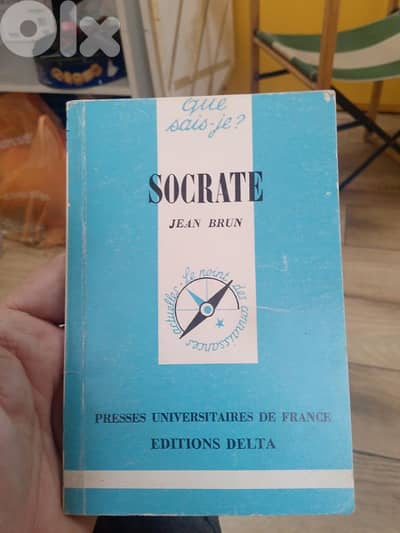 olx
que
sais-je?
SOCRATE
JEAN BRUN
Le point des connaissances actuelles
PRESSES UNIVERSITAIRES DE FRANCE
EDITIONS DELTA